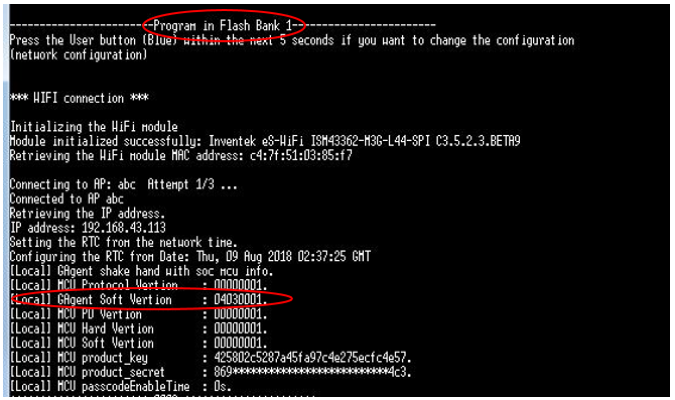 ------------------------Program in Flash Bank 1-----------------------
Press the User button (Blue) within the next 5 seconds if you want to change the configuration
(network configuration)
*** WIFI connection ***
Initializing the WiFi module
Module initialized successfully: Inventek eS-WiFi ISM43362-M3G-L44-SPI C3.5.2.3.BETA9
Retrieving the WiFi module MAC address: c4:7f:51:03:85:f7
Connecting to AP: abc  Attempt 1/3 ...
Connected to AP abc
Retrieving the IP address.
IP address: 192.168.43.113
Setting the RTC from the network time.
Configuring the RTC from Date: Thu, 09 Aug 2018 02:37:25 GMT
[Local] GAgent shake hand with soc mcu info.
[Local] MCU Protocol Vertion    : 00000001.
[Local] GAgent Soft Vertion     : 04030001.
[Local] MCU P0 Vertion          : 00000001.
[Local] MCU Hard Vertion        : 00000001.
[Local] MCU Soft Vertion        : 00000001.
[Local] MCU product_key         : 425802c5287a45fa97c4e275ecfc4e57.
[Local] MCU product_secret      : 869**************************4c3.
[Local] MCU passcodeEnableTime  : 0s.